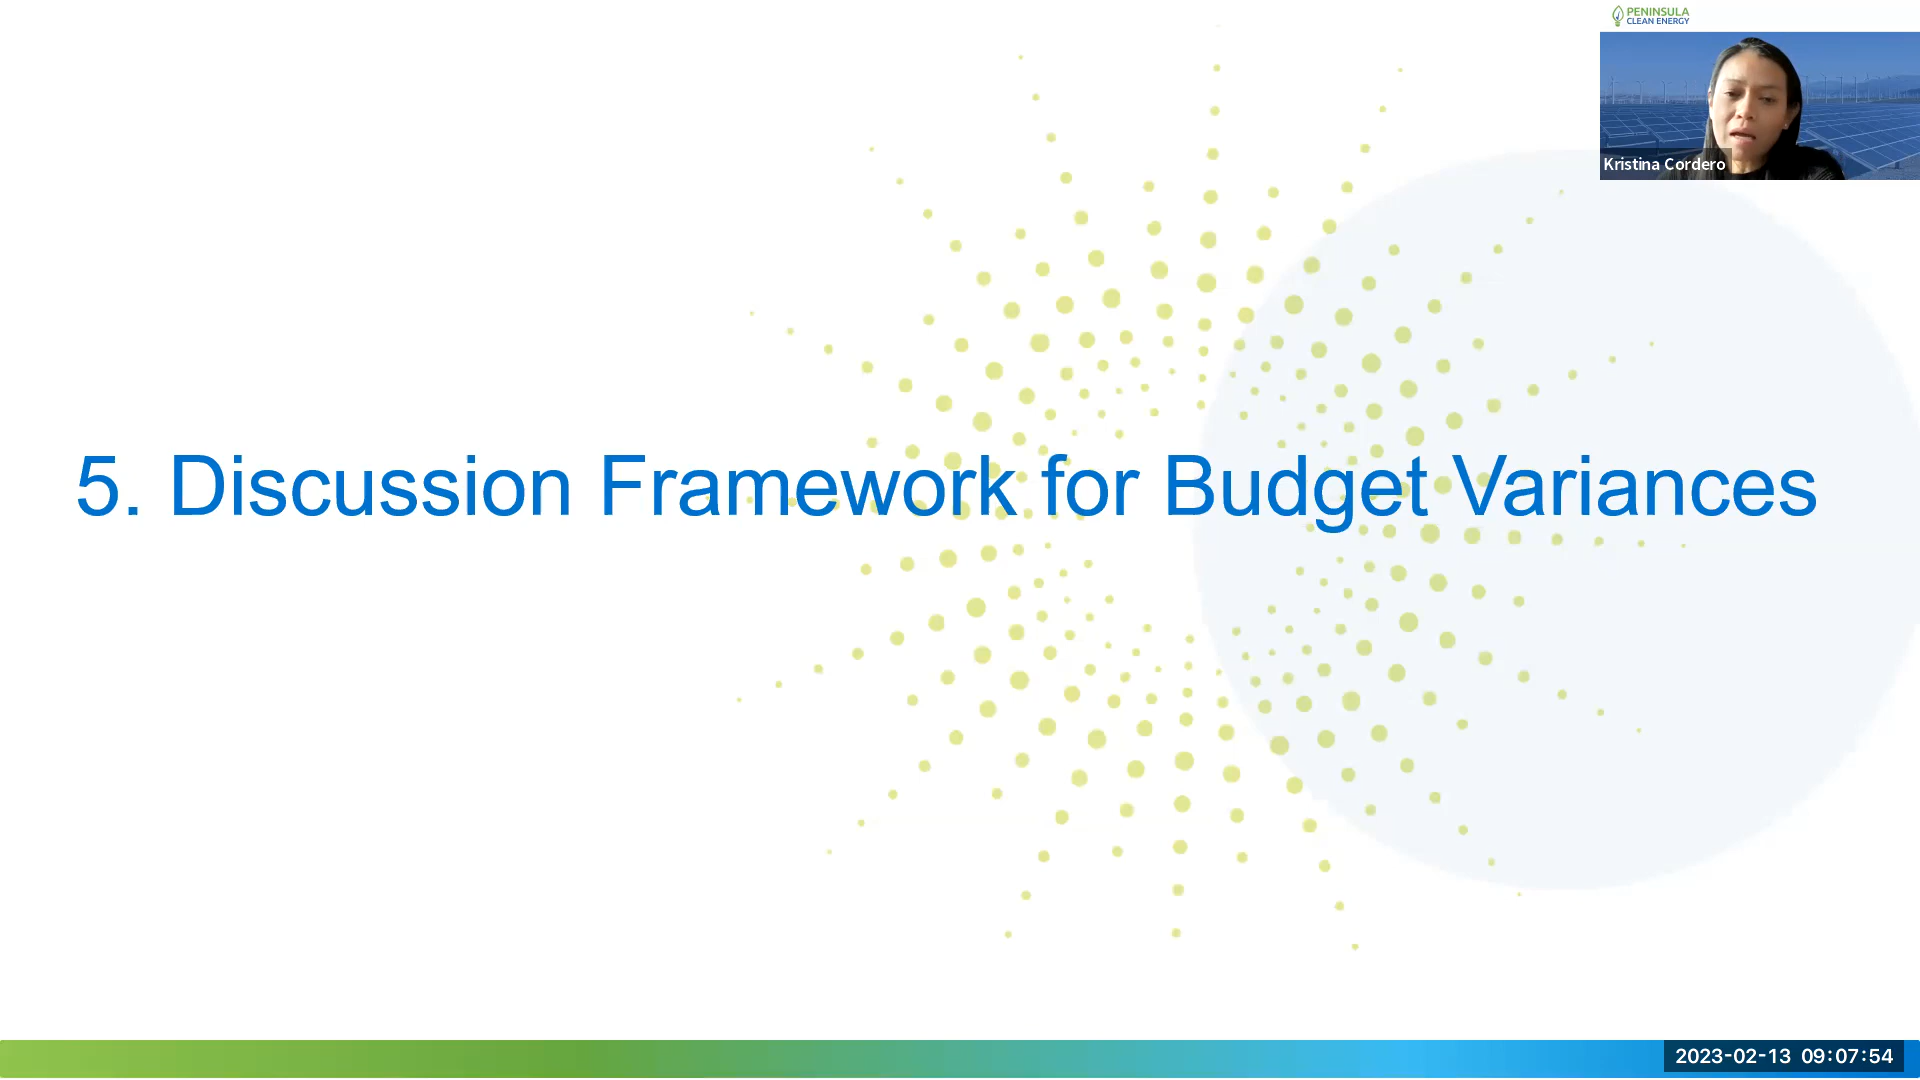 PENINSULA
CLEAN ENERGY
Kristina Cordero
5. Discussion Framework for Budget Variances
2023-02-13 09:07:54